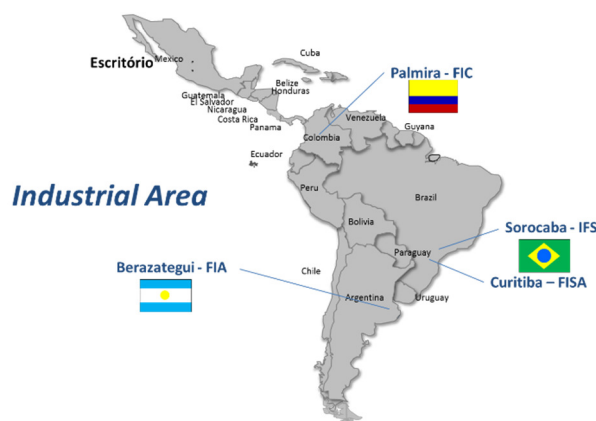 Cuba
Escritório
Mexico
Palmira - FIC
Belize
Honduras
Guatemala
El Salvador
Nicaragua
Costa Rica
Panama
Venezuela
Guyana
Colombia
Ecuador
Industrial Area
Peru
Brazil
Bolivia
Sorocaba - IFS
Paraguay
Berazategui - FIA
Chile
Curitiba – FISA
Argentina
Uruguay